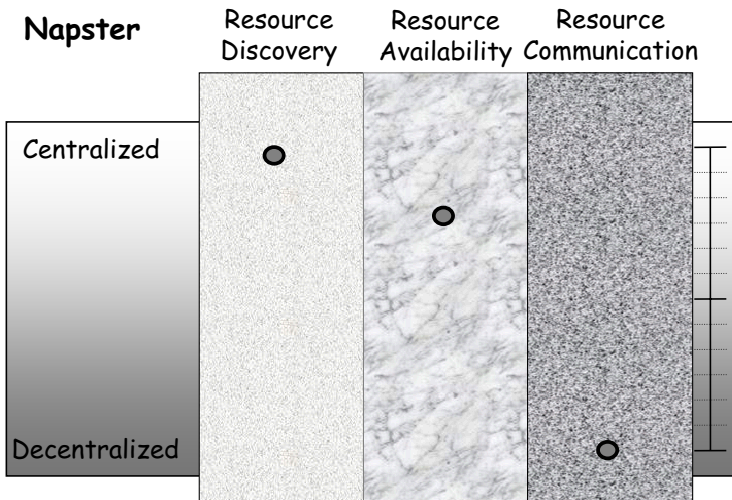 Napster
Resource
Discovery
Resource
Availability
Resource
Communication
Centralized
Decentralized